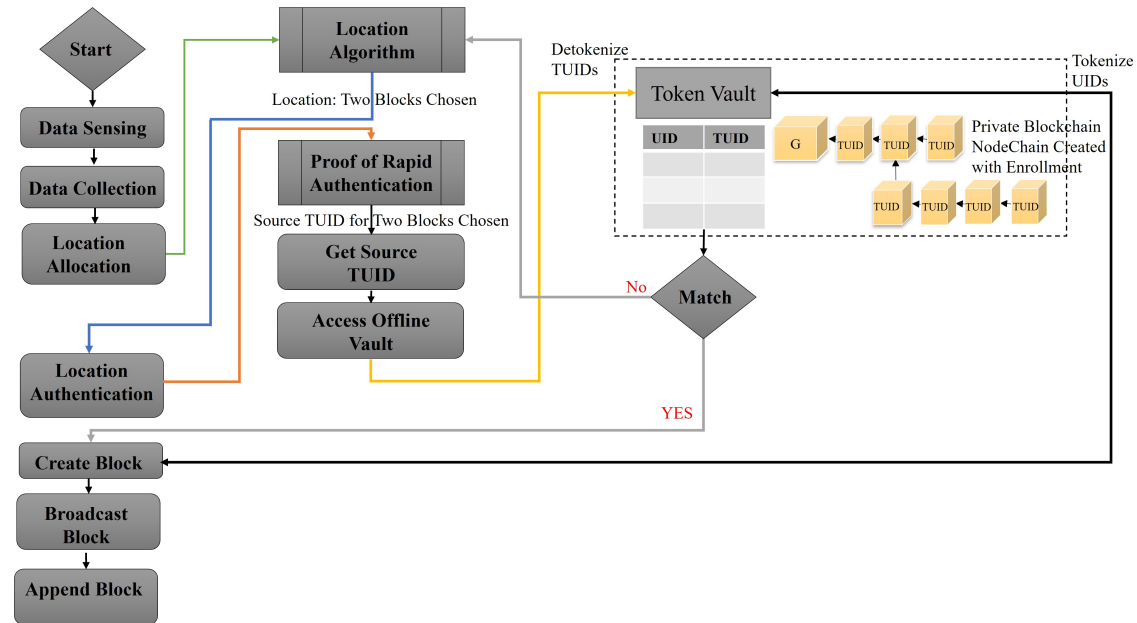 Start
Data Sensing
Data Collection
Location
Allocation
Location
Algorithm
Location: Two Blocks Chosen
Proof of Rapid
Authentication
Source TUID for Two Blocks Chosen
Get Source
TUID
Access Offline
Vault
Location
Authentication
Create Block
Broadcast
Block
Append Block
Detokenize
TUIDs
Tokenize
UIDs
Token Vault
UID TUID
G TUID TUID TUID
TUID TUID TUID TUID
Private Blockchain
NodeChain Created
with Enrollment
Match
No
YES